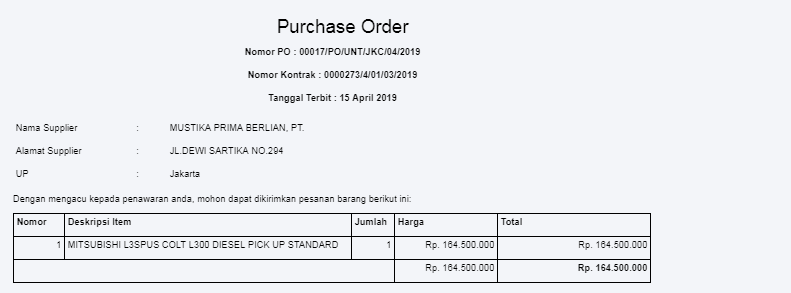 Purchase Order
Nomor PO : 00017/PO/UNT/JKC/04/2019
Nomor Kontrak : 0000273/4/01/03/2019
Tanggal Terbit : 15 April 2019
Nama Supplier : MUSTIKA PRIMA BERLIAN, PT.
Alamat Supplier : JL.DEWI SARTIKA NO.294
UP : Jakarta
Dengan mengacu kepada penawaran anda, mohon dapat dikirimkan pesanan barang berikut ini:
Nomor Deskripsi Item Jumlah Harga Total
1 MITSUBISHI L3SPUS COLT L300 DIESEL PICK UP STANDARD 1 Rp. 164.500.000 Rp. 164.500.000
Rp. 164.500.000 Rp. 164.500.000